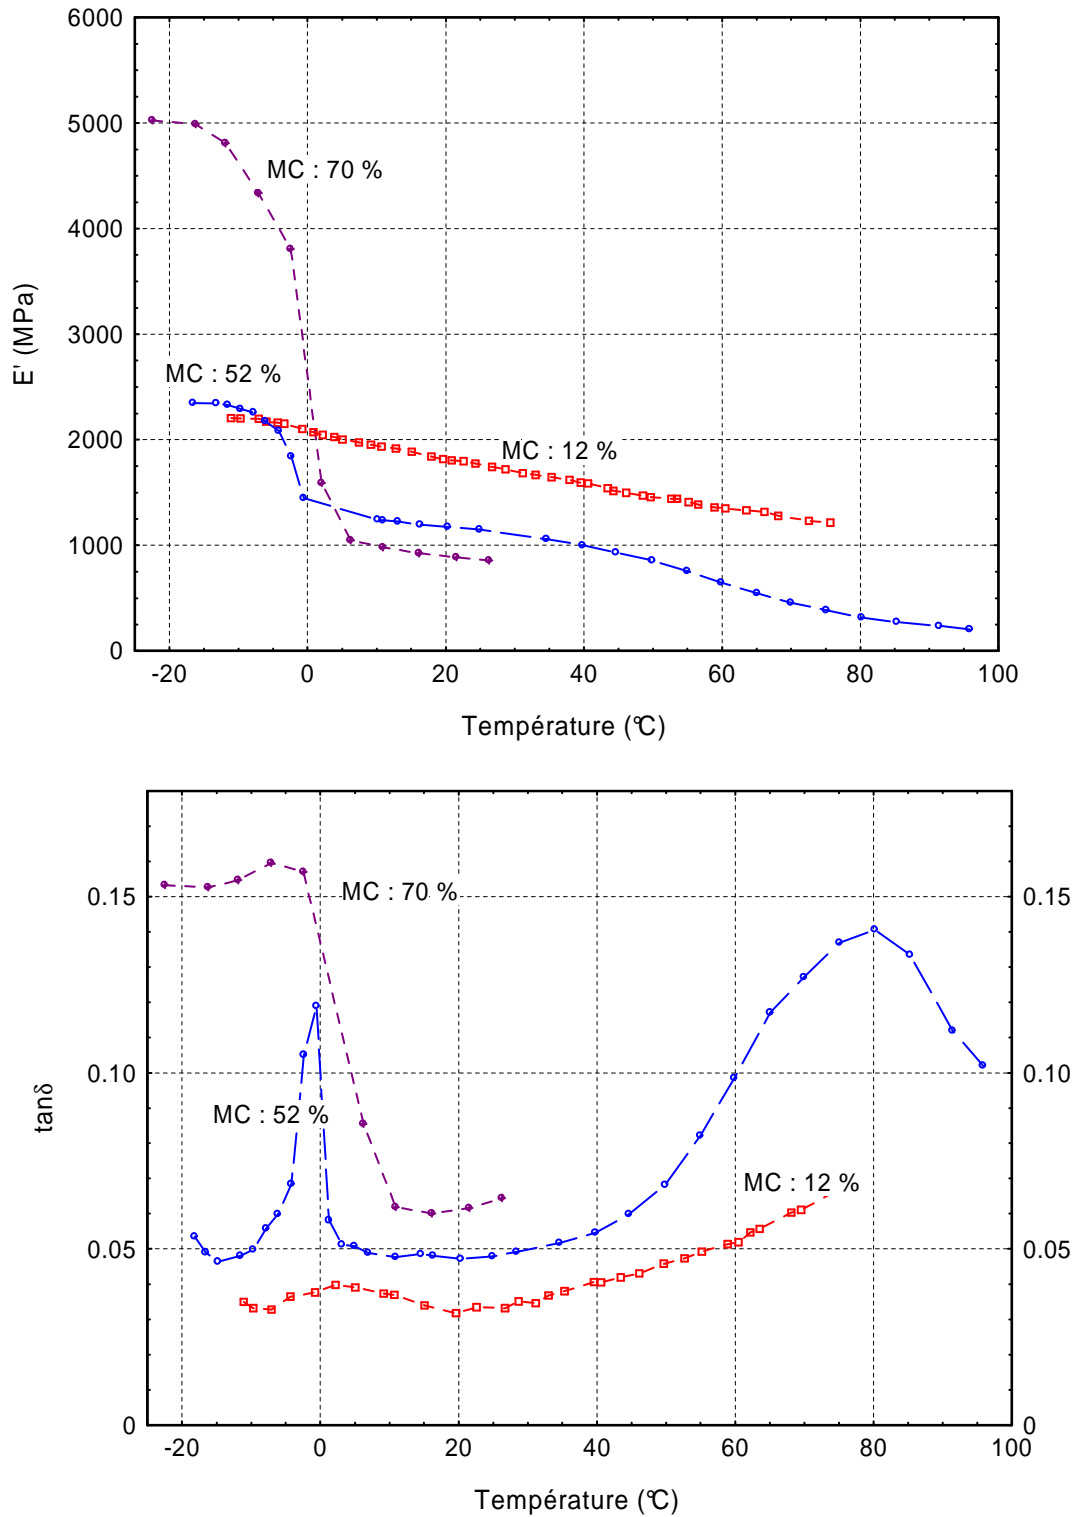 6000
5000
MC : 70 %
4000
E' (MPa)
3000
MC : 52 %
2000
MC : 12 %
1000
0
-20 0 20 40 60 80 100
Température (°C)
0.15 MC : 70 % 0.15
0.10 0.10
tanδ
MC : 52 %
MC : 12 %
0.05 0.05
0 0
-20 0 20 40 60 80 100
Température (°C)